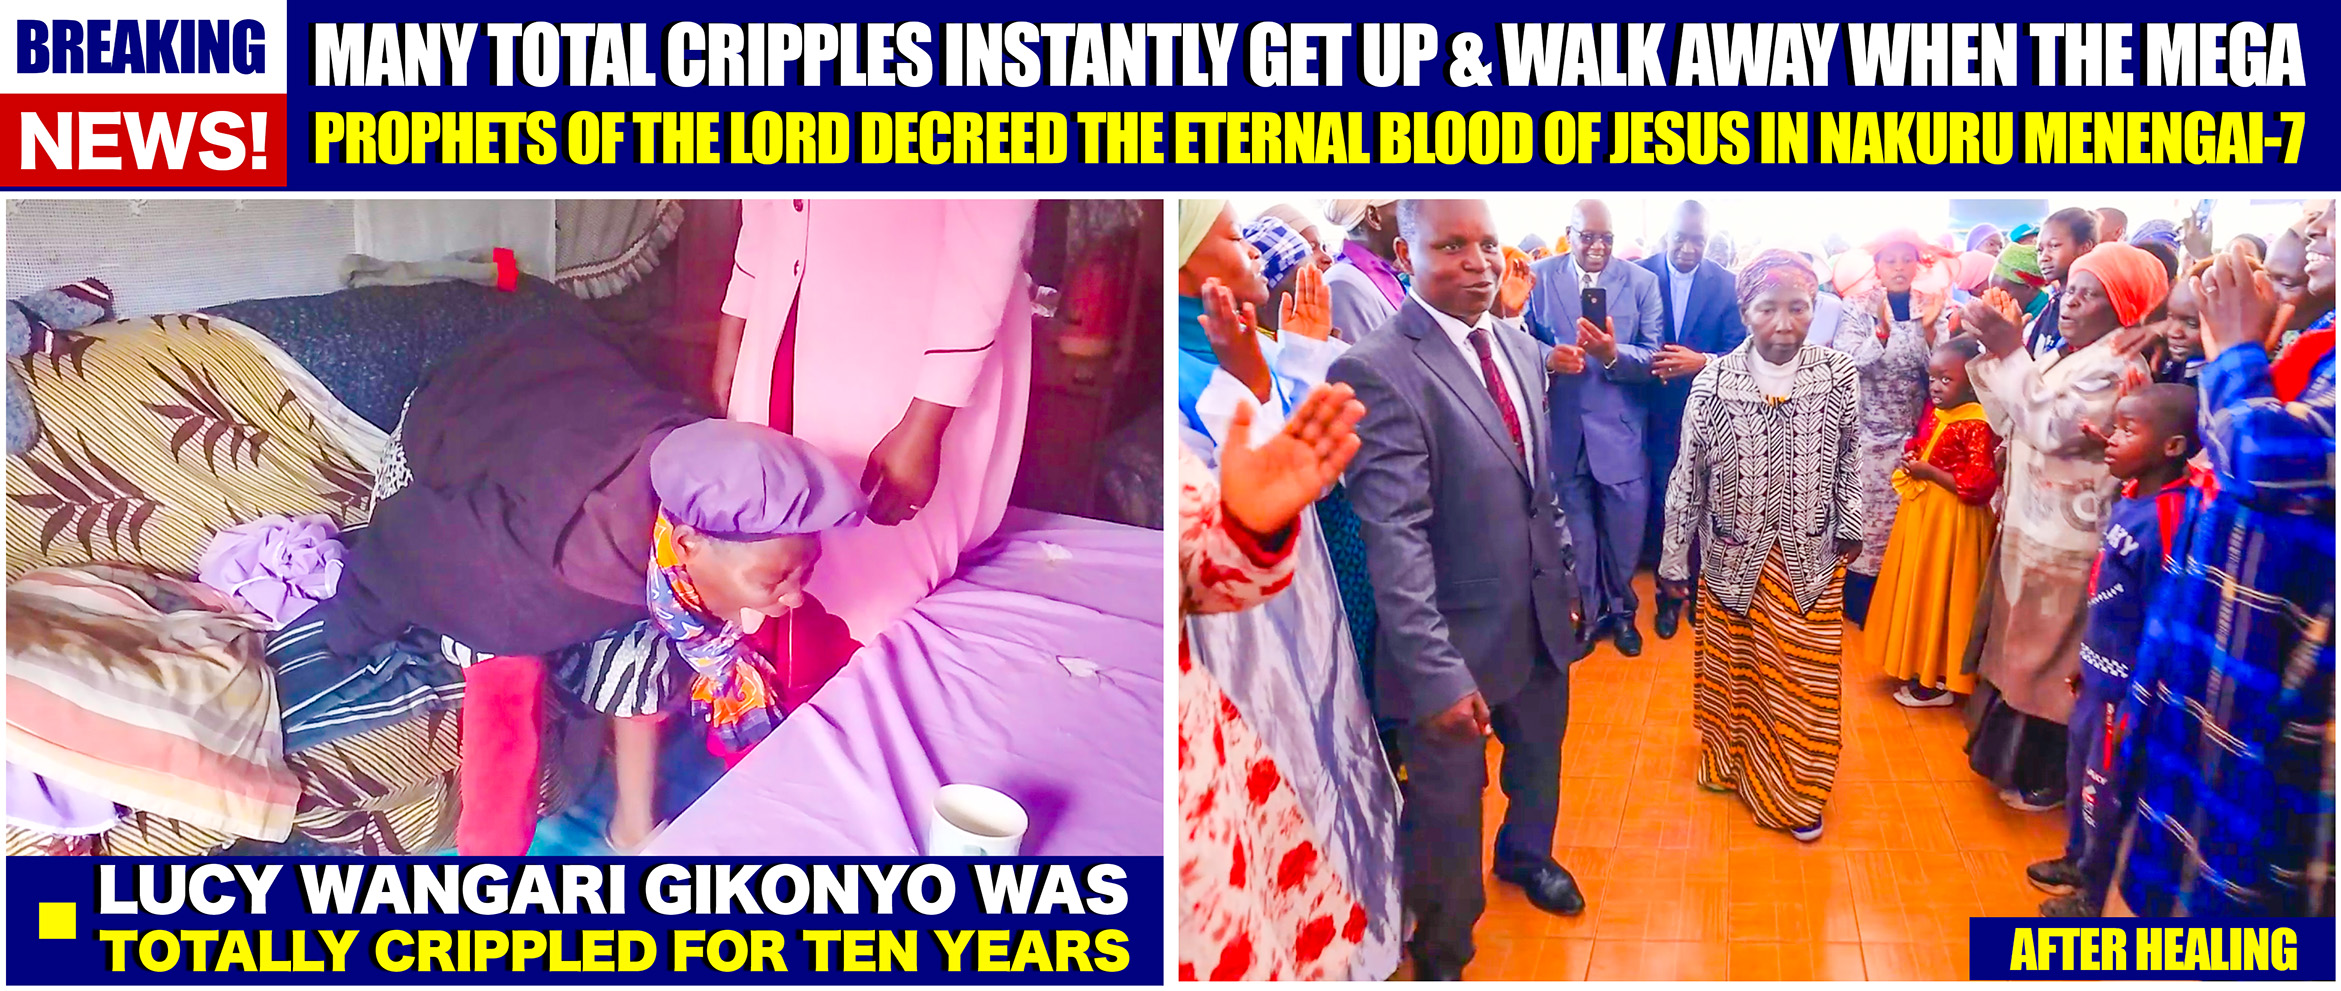 BREAKING
NEWS!
MANY TOTAL CRIPPLES INSTANTLY GET UP & WALK AWAY WHEN THE MEGA
PROPHETS OF THE LORD DECREED THE ETERNAL BLOOD OF JESUS IN NAKURU MENENGAI-7
LUCY WANGARI GIKONYO WAS
TOTALLY CRIPPLED FOR TEN YEARS
AFTER HEALING